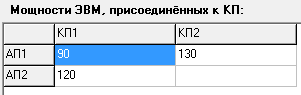 Мощности ЭВМ, присоединённых к КП:
КП1 КП2
АП1 90 130
АП2 120